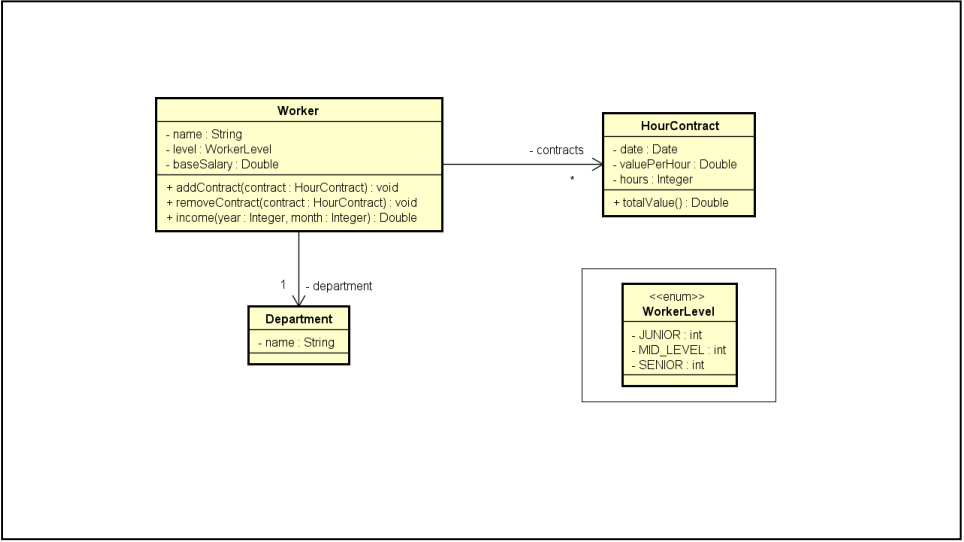 Worker
- name : String
- level : WorkerLevel
- baseSalary : Double
+ addContract(contract : HourContract) : void
+ removeContract(contract : HourContract) : void
+ income(year : Integer, month : Integer) : Double
- contracts
*
HourContract
- date : Date
- valuePerHour : Double
- hours : Integer
+ totalValue() : Double
1
- department
Department
- name : String
<<enum>>
WorkerLevel
- JUNIOR : int
- MID_LEVEL : int
- SENIOR : int